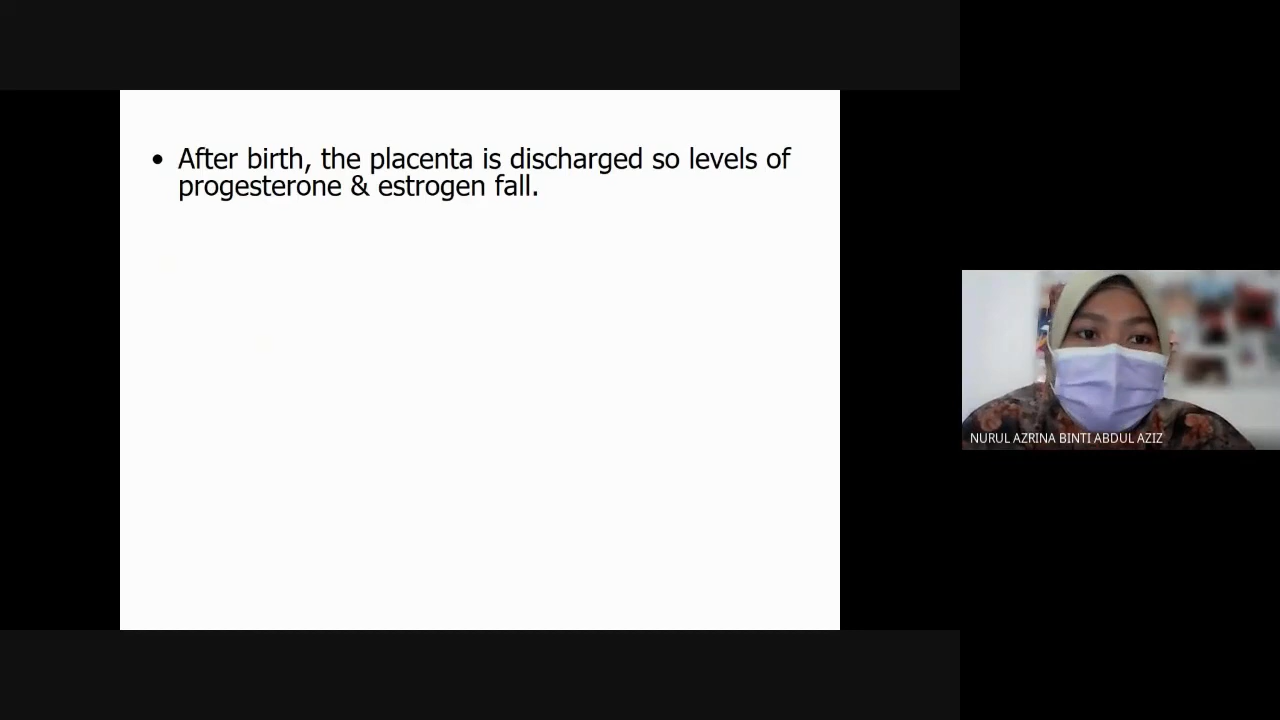 • After birth, the placenta is discharged so levels of
progesterone & estrogen fall.
NURUL AZRINA BINTI ABDUL AZIZ